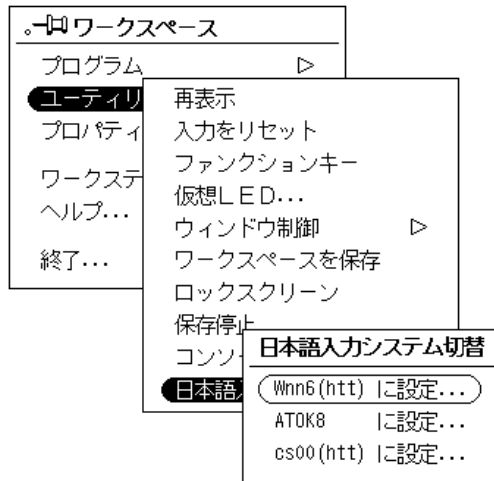 ワークスペース
プログラム
ユーティリ
プロパティ
ワークステ
ヘルプ...
終了...
再表示
入力をリセット
ファンクションキー
仮想LED...
ウィンドウ制御
ワークスペースを保存
ロックスクリーン
保存停止
コンソー
日本語
日本語入力システム切替
Wnn6(htt) に設定...
ATOK8 に設定...
cs00(htt) に設定...